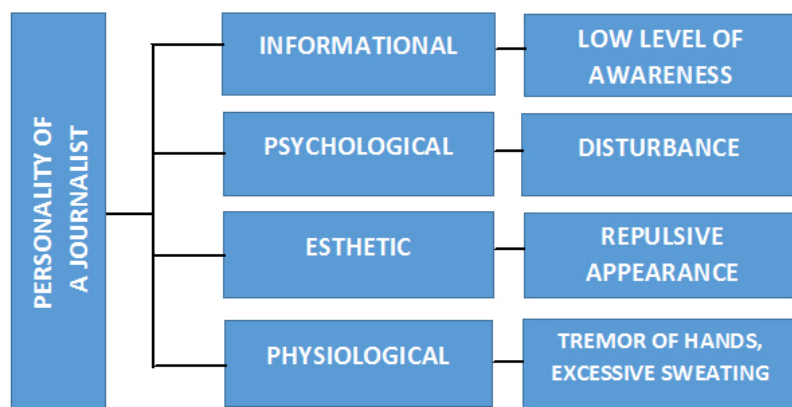 PERSONALITY OF
A JOURNALIST
INFORMATIONAL
LOW LEVEL OF
AWARENESS
PSYCHOLOGICAL
DISTURBANCE
ESTHETIC
REPULSIVE
APPEARANCE
PHYSIOLOGICAL
TREMOR OF HANDS,
EXCESSIVE SWEATING